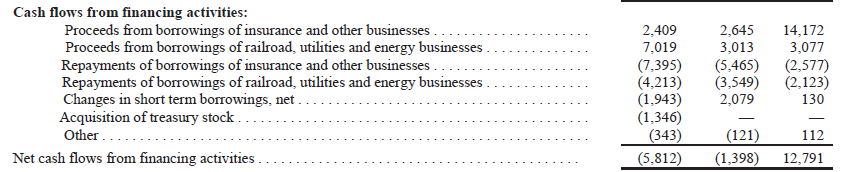 Cash flows from financing activities:
Proceeds from borrowings of insurance and other businesses . . . . . . . . . . . . . . . . . . . . . . . 2,409 2,645 14,172
Proceeds from borrowings of railroad, utilities and energy businesses . . . . . . . . . . . . . . . 7,019 3,013 3,077
Repayments of borrowings of insurance and other businesses . . . . . . . . . . . . . . . . . . . . . . (7,395) (5,465) (2,577)
Repayments of borrowings of railroad, utilities and energy businesses . . . . . . . . . . . . . . . (4,213) (3,549) (2,123)
Changes in short term borrowings, net . . . . . . . . . . . . . . . . . . . . . . . . . . . . . . . . . . . . . . . . . (1,943) 2,079 130
Acquisition of treasury stock . . . . . . . . . . . . . . . . . . . . . . . . . . . . . . . . . . . . . . . . . . . . . . . . . (1,346) — —
Other . . . . . . . . . . . . . . . . . . . . . . . . . . . . . . . . . . . . . . . . . . . . . . . . . . . . . . . . . . . . . . . . . . . . (343) (121) 112
Net cash flows from financing activities . . . . . . . . . . . . . . . . . . . . . . . . . . . . . . . . . . . . . . . . . . (5,812) (1,398) 12,791